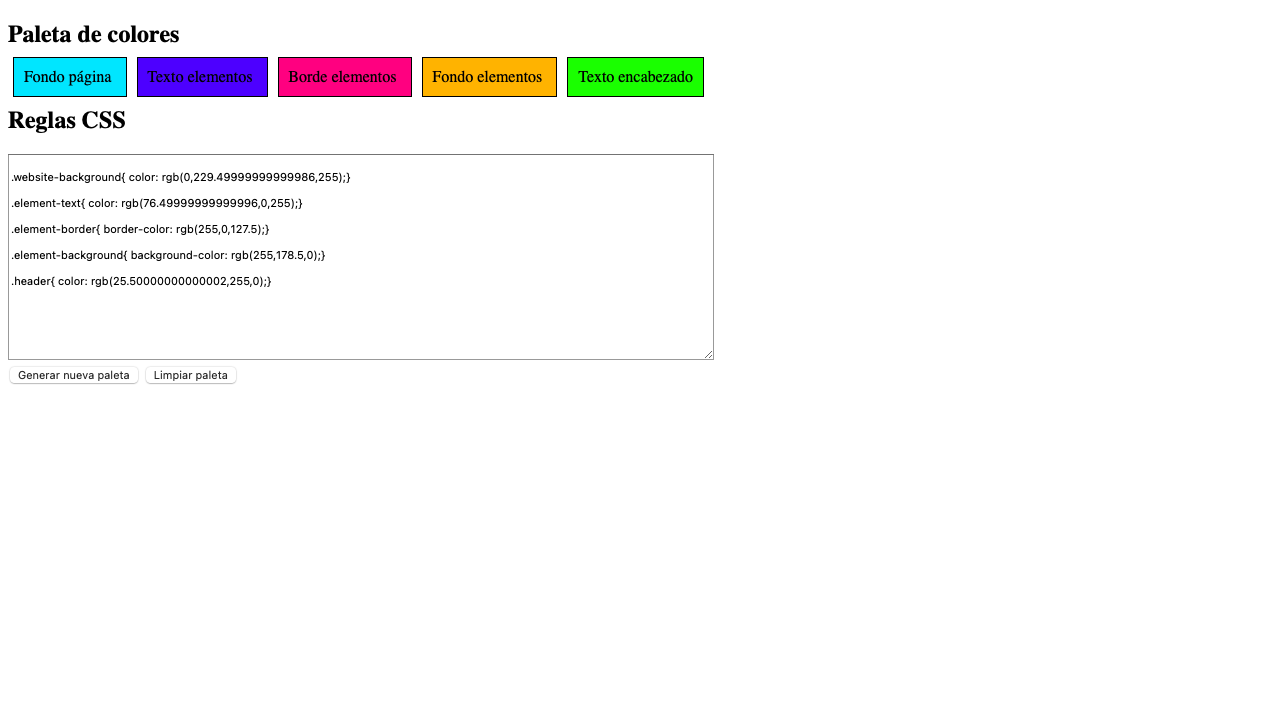 Paleta de colores
Fondo página Texto elementos Borde elementos Fondo elementos Texto encabezado
Reglas CSS
.website-background{ color: rgb(0,229.49999999999986,255);}
.element-text{ color: rgb(76.49999999999996,0,255);}
.element-border{ border-color: rgb(255,0,127.5);}
.element-background{ background-color: rgb(255,178.5,0);}
.header{ color: rgb(25.50000000000002,255,0);}
Generar nueva paleta Limpiar paleta